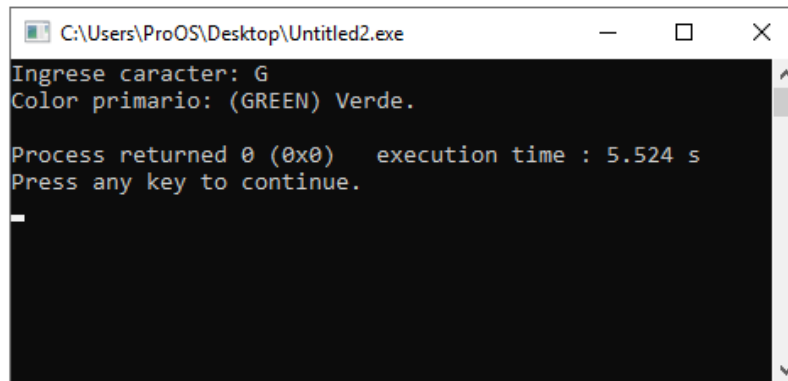 C:\Users\ProOS\Desktop\Untitled2.exe
Ingrese caracter: G
Color primario: (GREEN) Verde.
Process returned 0 (0x0)   execution time : 5.524 s
Press any key to continue.